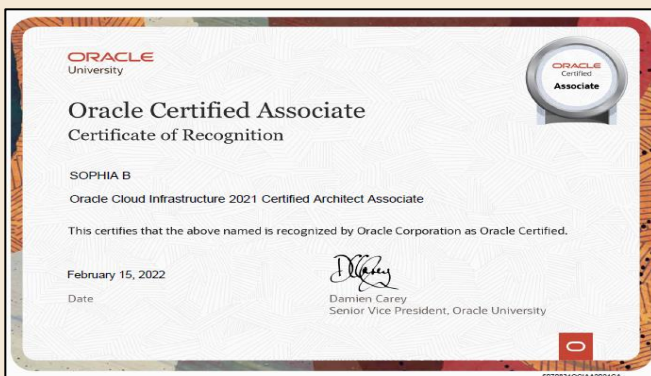 ORACLE
University
ORACLE
Certified
Associate
Oracle Certified Associate
Certificate of Recognition
SOPHIA B
Oracle Cloud Infrastructure 2021 Certified Architect Associate
This certifies that the above named is recognized by Oracle Corporation as Oracle Certified.
February 15, 2022
Date
Damien Carey
Senior Vice President, Oracle University